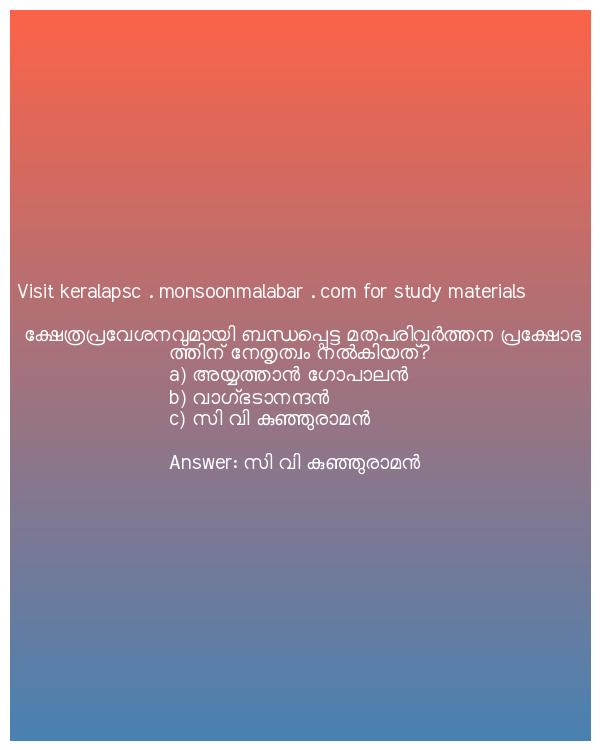 Visit keralapsc . monsoonmalabar . com for study materials
ക്ഷേത്രപ്രവേശനവുമായി ബന്ധപ്പെട്ട മതപരിവർത്തന പ്രക്ഷോഭ
ത്തിന് നേതൃത്വം നൽകിയത്?
a) അയ്യത്താൻ ഗോപാലൻ
b) വാഗ്ഭടാനന്ദൻ
c) സി വി കുഞ്ഞുരാമൻ
Answer: സി വി കുഞ്ഞുരാമൻ